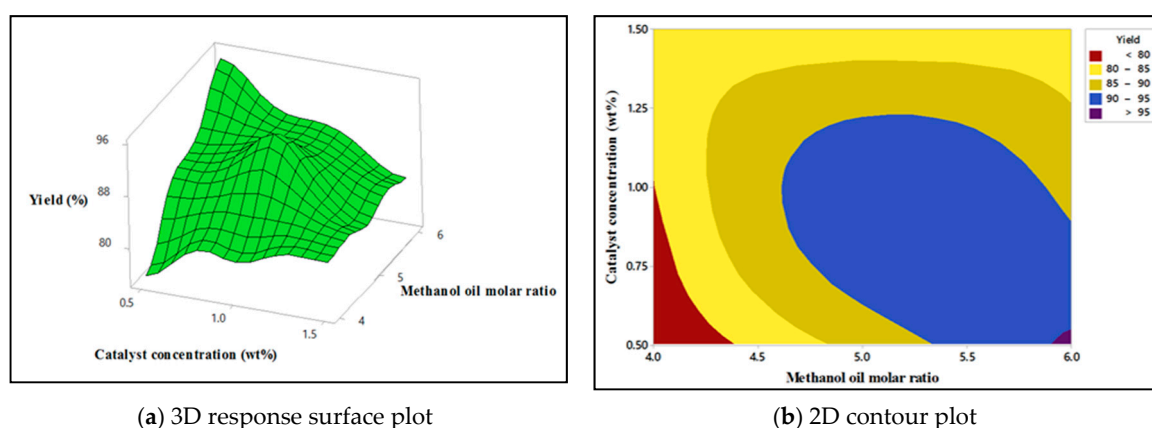 96
88
80
Yield (%)
0.5
1.0
1.5
Catalyst concentration (wt%)
4
5
6
Methanol oil molar ratio
(a) 3D response surface plot
1.50
1.25
1.00
0.75
0.50
Catalyst concentration (wt%)
4.0 4.5 5.0 5.5 6.0
Methanol oil molar ratio
Yield
< 80
80 – 85
85 – 90
90 – 95
> 95
(b) 2D contour plot